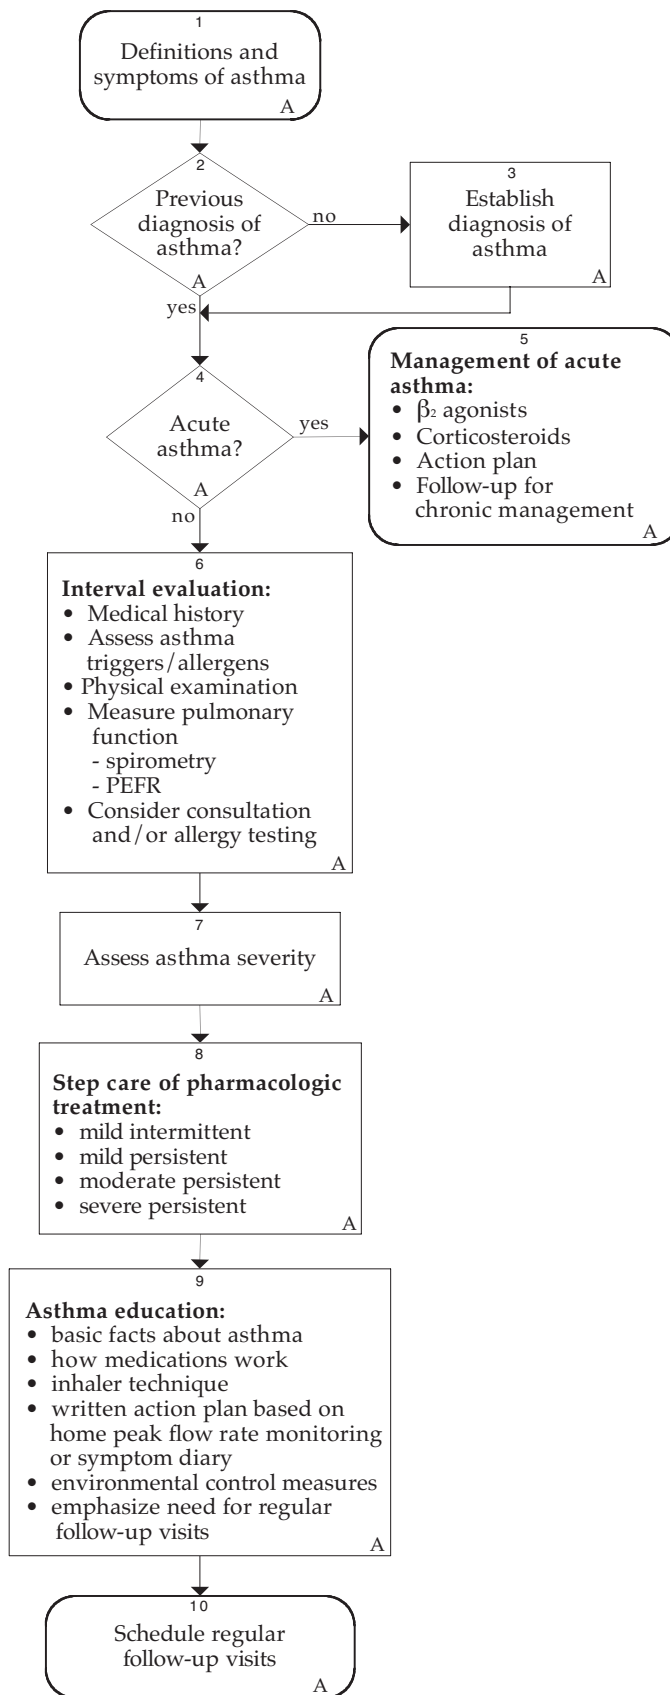 1
Definitions and
symptoms of asthma
A
2
Previous
diagnosis of
asthma?
A
no
3
Establish
diagnosis of
asthma
A
yes
4
Acute
asthma?
A
yes
5
Management of acute
asthma:
• β₂ agonists
• Corticosteroids
• Action plan
• Follow-up for
chronic management
A
no
6
Interval evaluation:
• Medical history
• Assess asthma
triggers/allergens
• Physical examination
• Measure pulmonary
function
- spirometry
- PEFR
• Consider consultation
and/or allergy testing
A
7
Assess asthma severity
A
8
Step care of pharmacologic
treatment:
• mild intermittent
• mild persistent
• moderate persistent
• severe persistent
A
9
Asthma education:
• basic facts about asthma
• how medications work
• inhaler technique
• written action plan based on
home peak flow rate monitoring
or symptom diary
• environmental control measures
• emphasize need for regular
follow-up visits
A
10
Schedule regular
follow-up visits
A